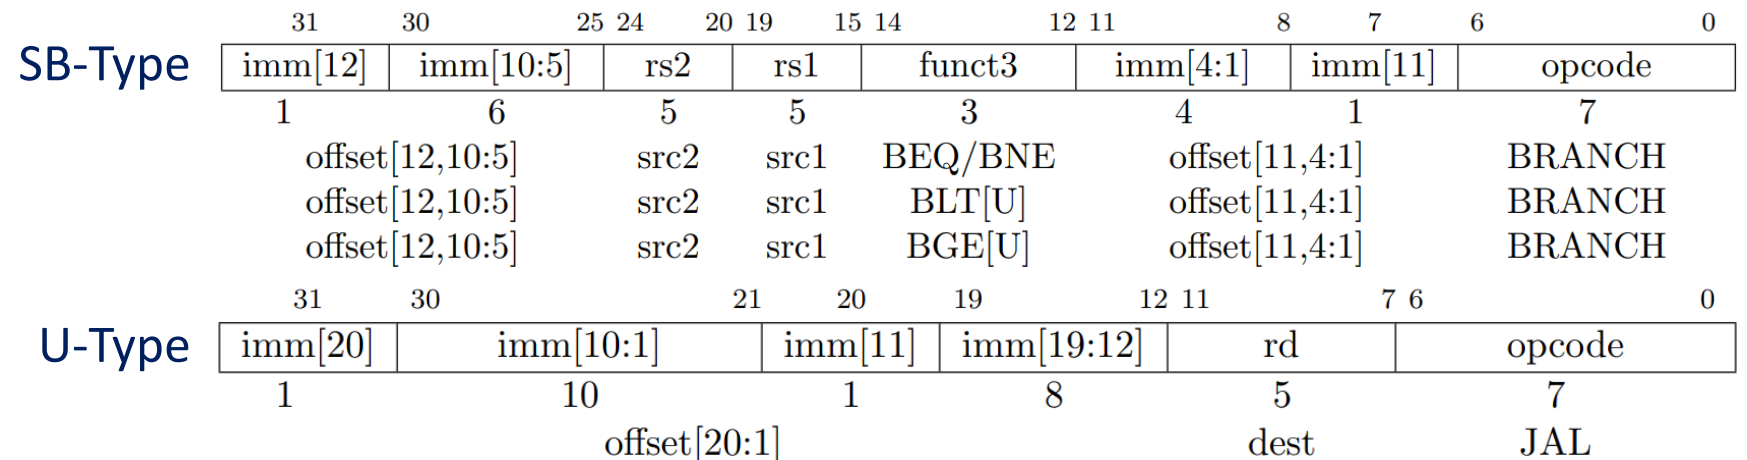 31 30 25 24 20 19 15 14 12 11 8 7 6 0
SB-Type imm[12] imm[10:5] rs2 rs1 funct3 imm[4:1] imm[11] opcode
1 6 5 5 3 4 1 7
offset[12,10:5] src2 src1 BEQ/BNE offset[11,4:1] BRANCH
offset[12,10:5] src2 src1 BLT[U] offset[11,4:1] BRANCH
offset[12,10:5] src2 src1 BGE[U] offset[11,4:1] BRANCH
31 30 21 20 19 12 11 7 6 0
U-Type imm[20] imm[10:1] imm[11] imm[19:12] rd opcode
1 10 1 8 5 7
offset[20:1] dest JAL